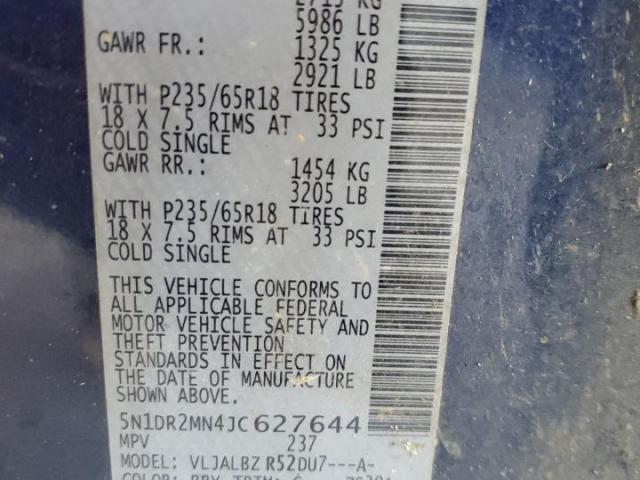 5986 LB
GAWR FR.: 1325 KG
2921 LB
WITH P235/65R18 TIRES
18 X 7.5 RIMS AT 33 PSI
COLD SINGLE
GAWR RR.: 1454 KG
3205 LB
WITH P235/65R18 TIRES
18 X 7.5 RIMS AT 33 PSI
COLD SINGLE
THIS VEHICLE CONFORMS TO
ALL APPLICABLE FEDERAL
MOTOR VEHICLE SAFETY AND
THEFT PREVENTION
STANDARDS IN EFFECT ON
THE DATE OF MANUFACTURE
SHOWN ABOVE.
5N1DR2MN4JC627644
MPV 237
MODEL: VLJALBZ R52DU7---A-